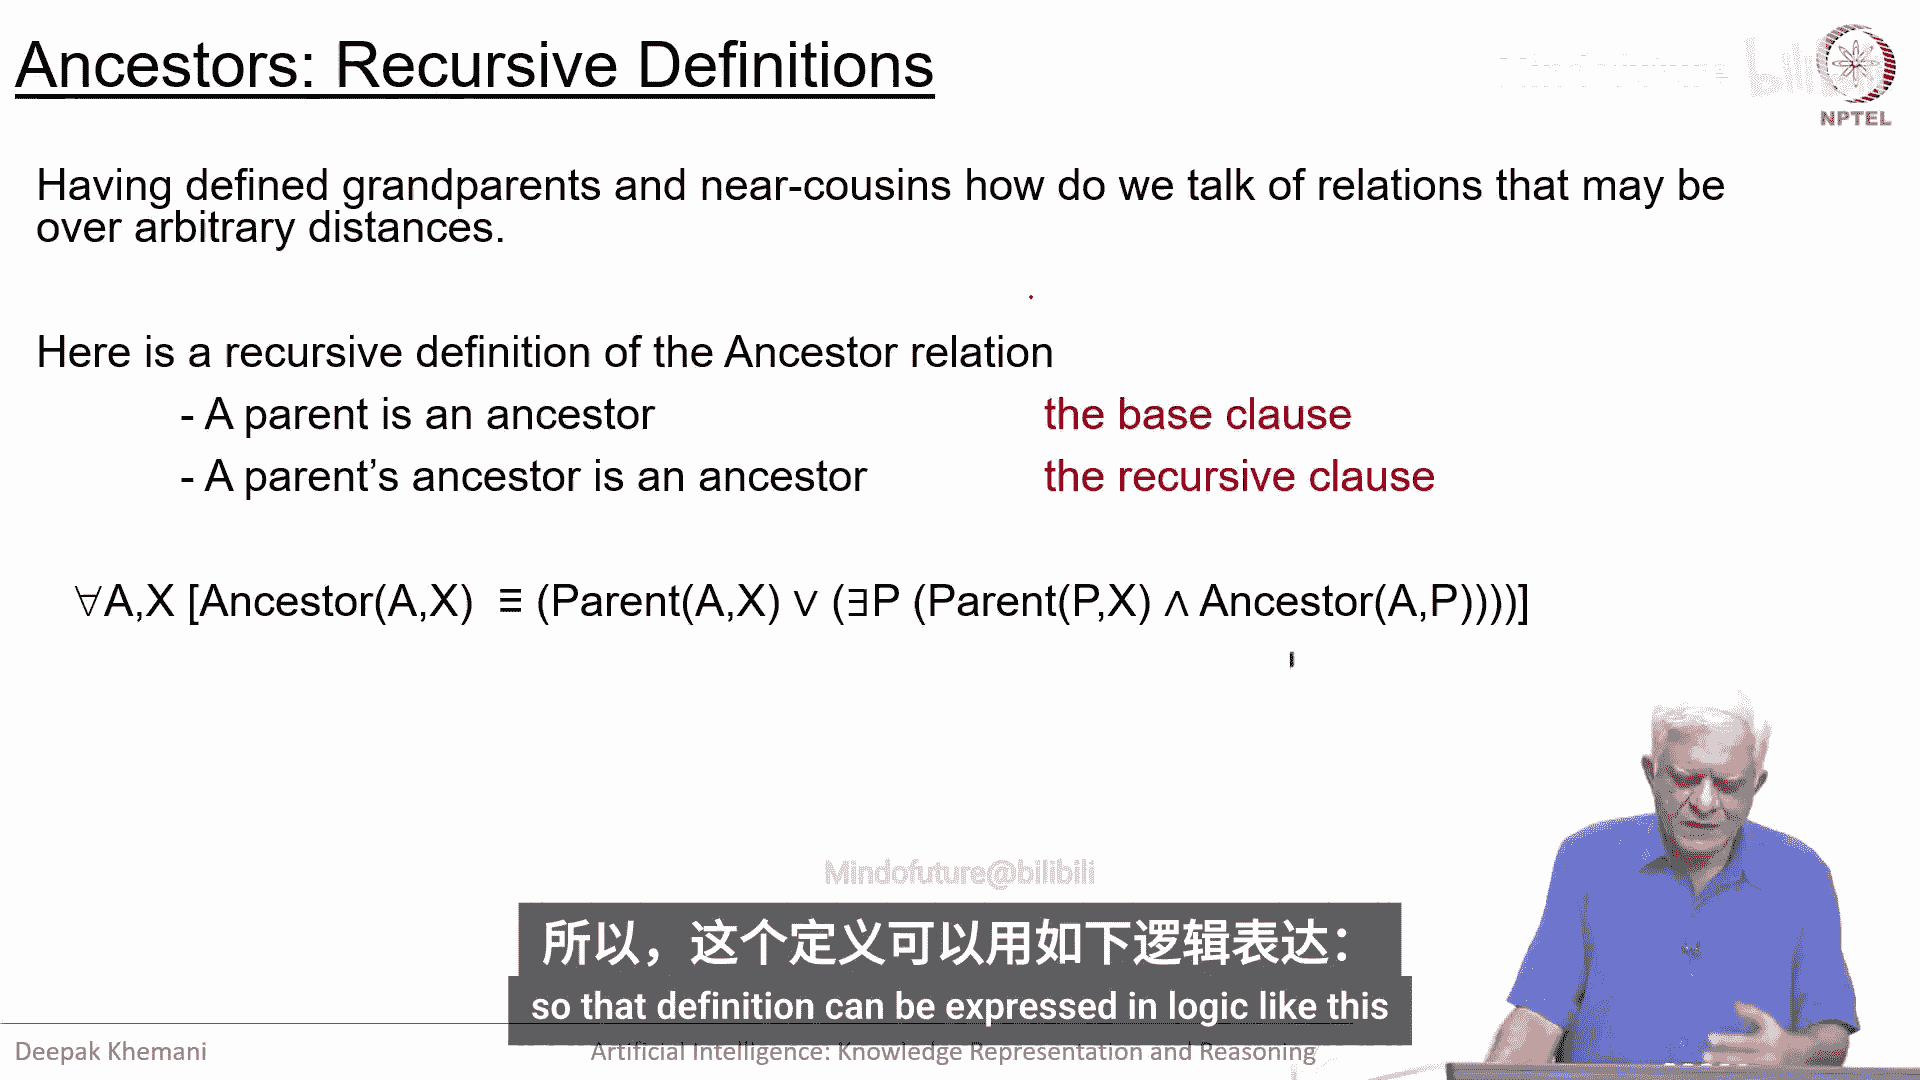 Ancestors: Recursive Definitions
NPTEL
Having defined grandparents and near-cousins how do we talk of relations that may be
over arbitrary distances.
Here is a recursive definition of the Ancestor relation
- A parent is an ancestor the base clause
- A parent’s ancestor is an ancestor the recursive clause
∀A,X [Ancestor(A,X) ≡ (Parent(A,X) ∨ (∃P (Parent(P,X) ∧ Ancestor(A,P))))]
Mindofuture@bilibili
所以，这个定义可以用如下逻辑表达：
so that definition can be expressed in logic like this
Deepak Khemani Artificial Intelligence: Knowledge Representation and Reasoning